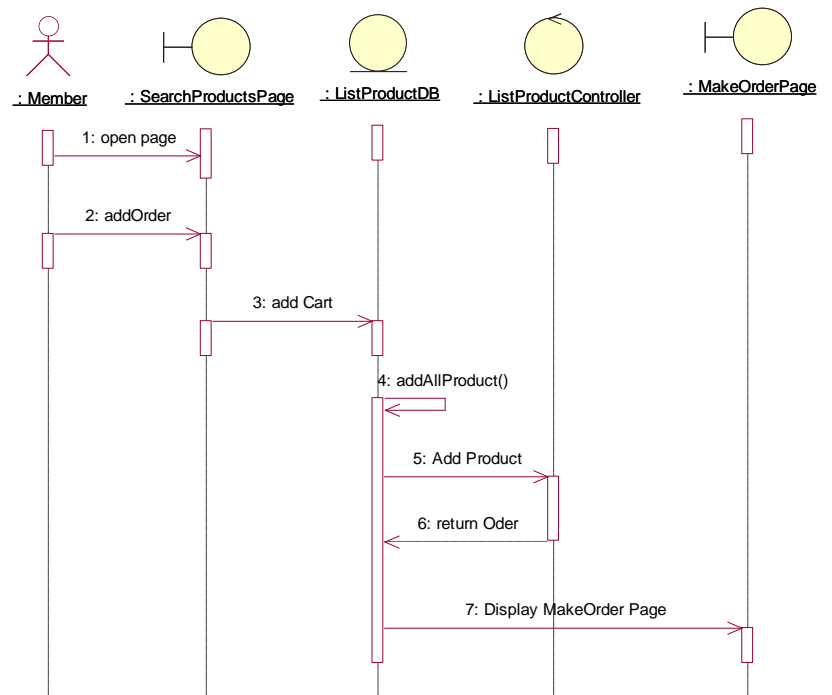 : Member
: SearchProductsPage
: ListProductDB
: ListProductController
: MakeOrderPage
1: open page
2: addOrder
3: add Cart
4: addAllProduct()
5: Add Product
6: return Oder
7: Display MakeOrder Page